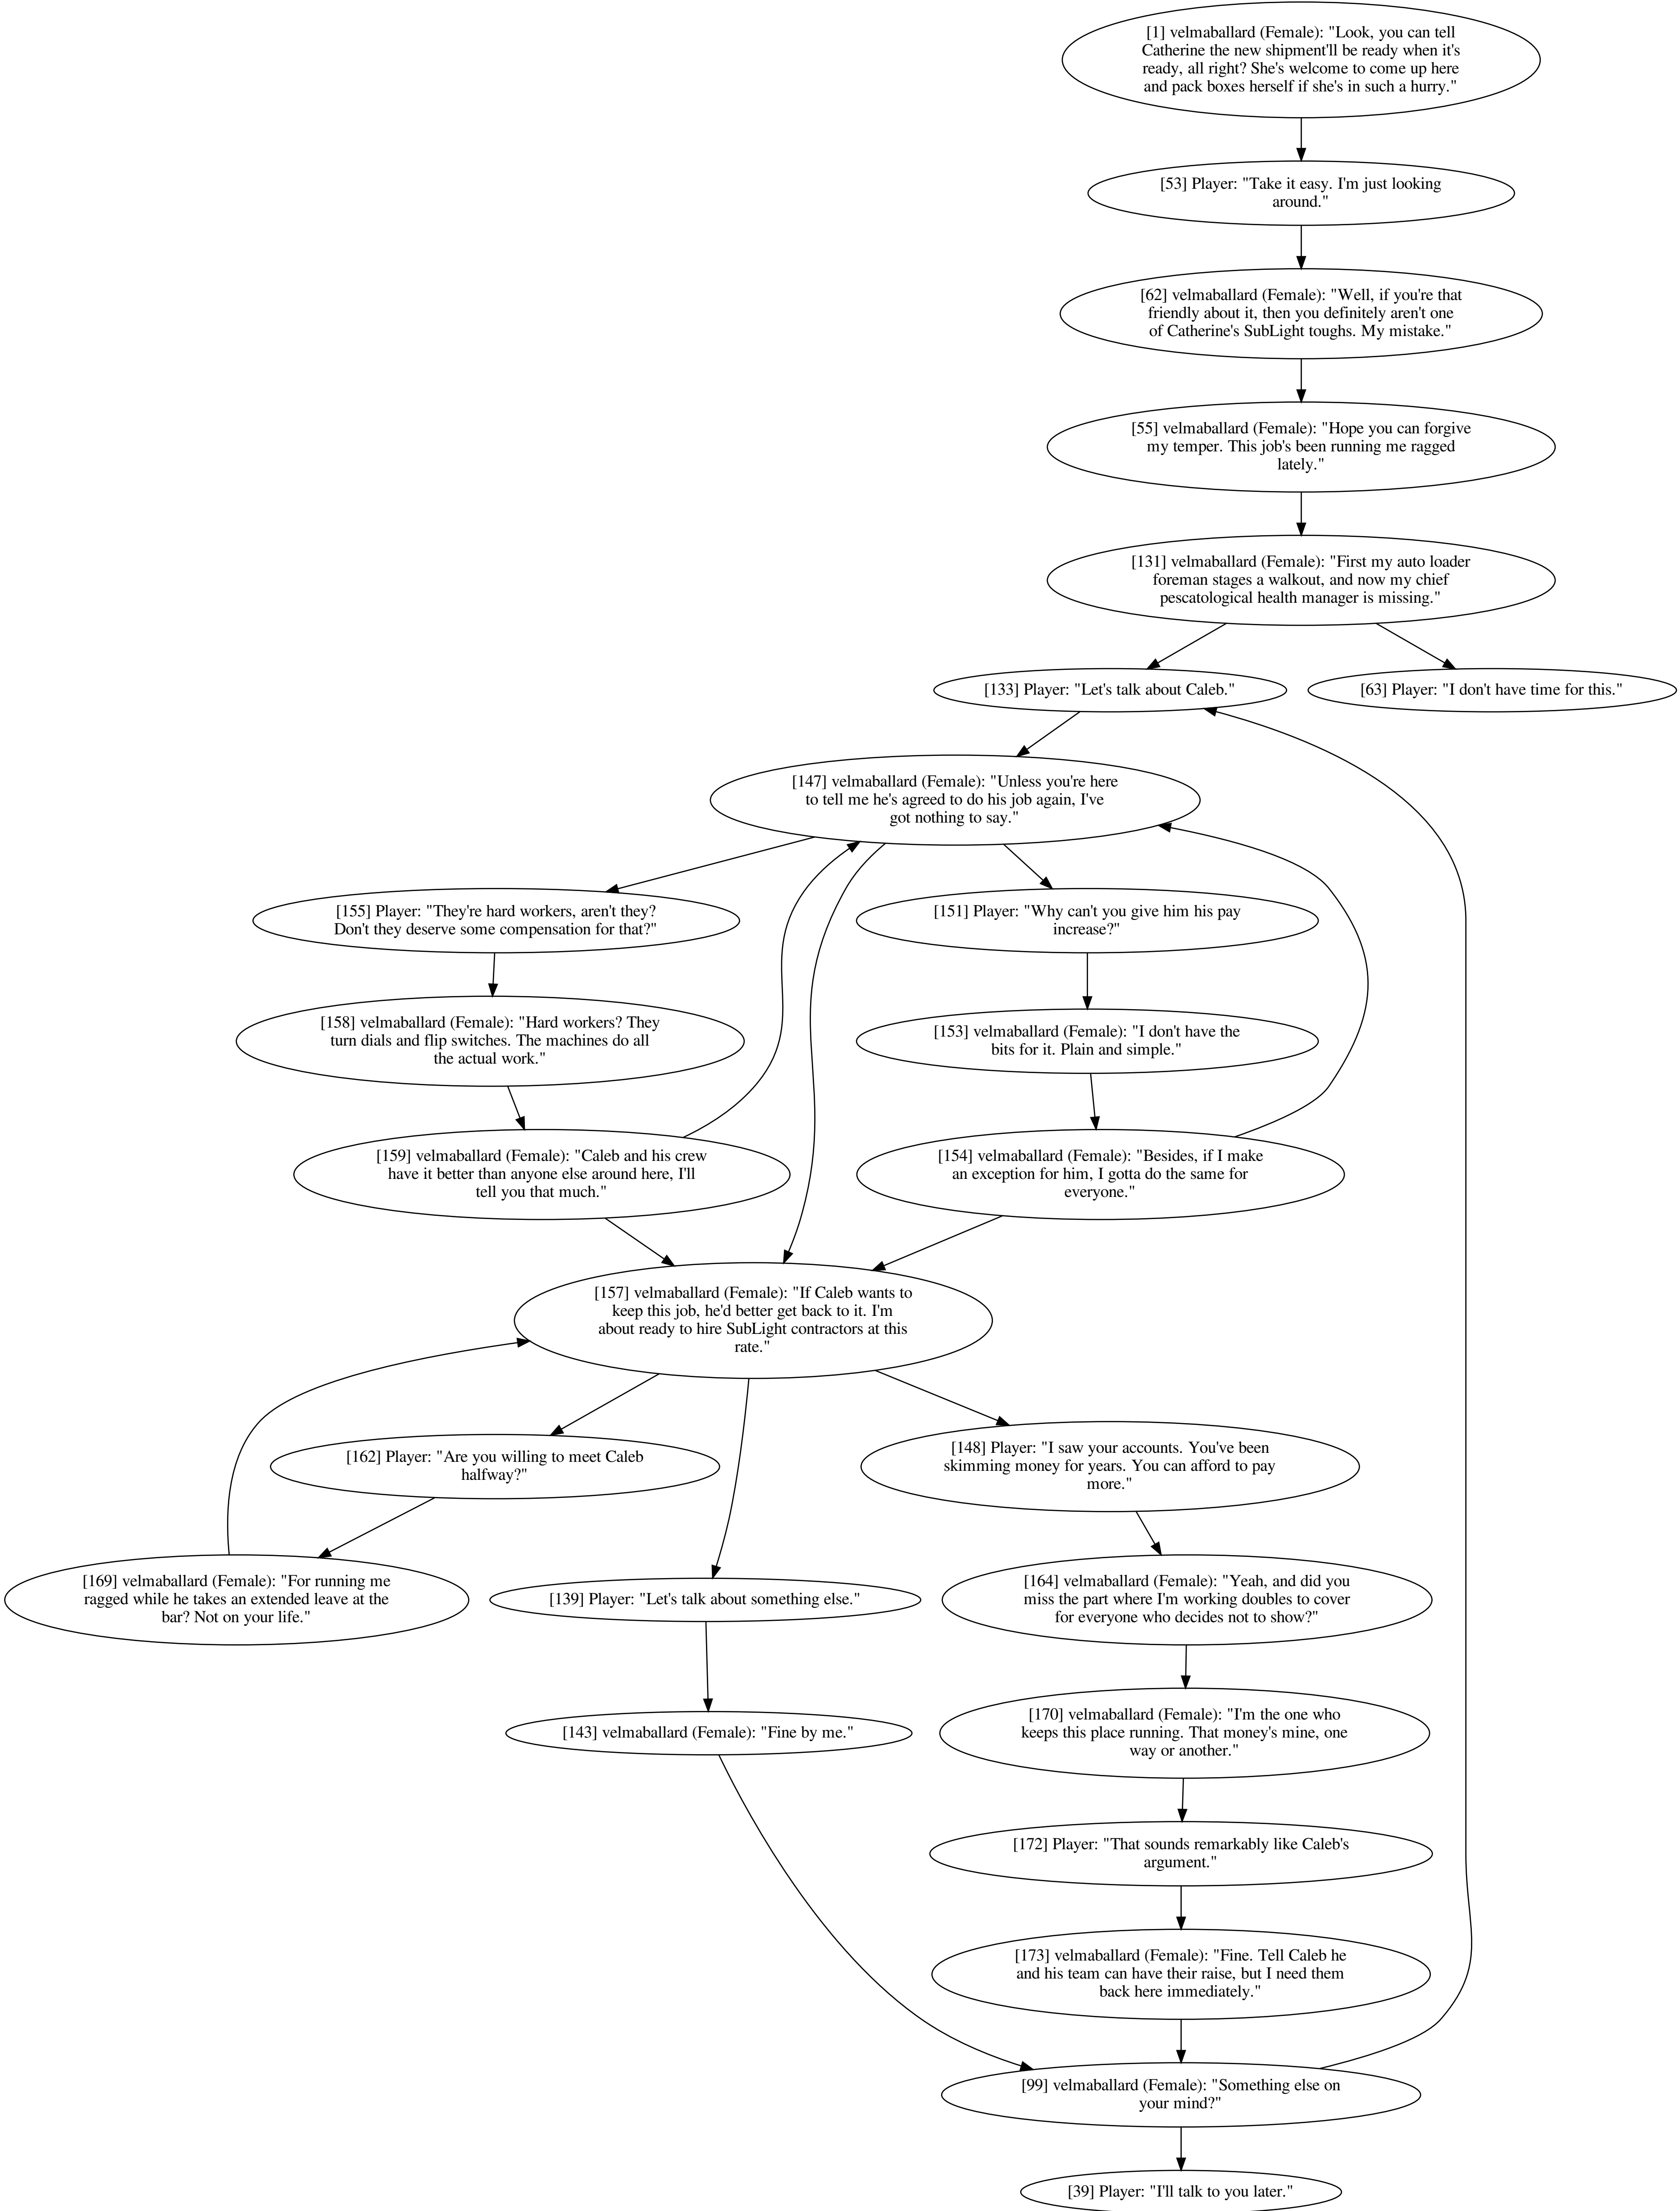 [1] velmaballard (Female): "Look, you can tell
Catherine the new shipment'll be ready when it's
ready, all right? She's welcome to come up here
and pack boxes herself if she's in such a hurry."
[53] Player: "Take it easy. I'm just looking
around."
[62] velmaballard (Female): "Well, if you're that
friendly about it, then you definitely aren't one
of Catherine's SubLight toughs. My mistake."
[55] velmaballard (Female): "Hope you can forgive
my temper. This job's been running me ragged
lately."
[131] velmaballard (Female): "First my auto loader
foreman stages a walkout, and now my chief
pescatological health manager is missing."
[133] Player: "Let's talk about Caleb."
[63] Player: "I don't have time for this."
[147] velmaballard (Female): "Unless you're here
to tell me he's agreed to do his job again, I've
got nothing to say."
[155] Player: "They're hard workers, aren't they?
Don't they deserve some compensation for that?"
[151] Player: "Why can't you give him his pay
increase?"
[158] velmaballard (Female): "Hard workers? They
turn dials and flip switches. The machines do all
the actual work."
[153] velmaballard (Female): "I don't have the
bits for it. Plain and simple."
[159] velmaballard (Female): "Caleb and his crew
have it better than anyone else around here, I'll
tell you that much."
[154] velmaballard (Female): "Besides, if I make
an exception for him, I gotta do the same for
everyone."
[157] velmaballard (Female): "If Caleb wants to
keep this job, he'd better get back to it. I'm
about ready to hire SubLight contractors at this
rate."
[162] Player: "Are you willing to meet Caleb
halfway?"
[148] Player: "I saw your accounts. You've been
skimming money for years. You can afford to pay
more."
[169] velmaballard (Female): "For running me
ragged while he takes an extended leave at the
bar? Not on your life."
[139] Player: "Let's talk about something else."
[164] velmaballard (Female): "Yeah, and did you
miss the part where I'm working doubles to cover
for everyone who decides not to show?"
[143] velmaballard (Female): "Fine by me."
[170] velmaballard (Female): "I'm the one who
keeps this place running. That money's mine, one
way or another."
[172] Player: "That sounds remarkably like Caleb's
argument."
[173] velmaballard (Female): "Fine. Tell Caleb he
and his team can have their raise, but I need them
back here immediately."
[99] velmaballard (Female): "Something else on
your mind?"
[39] Player: "I'll talk to you later."